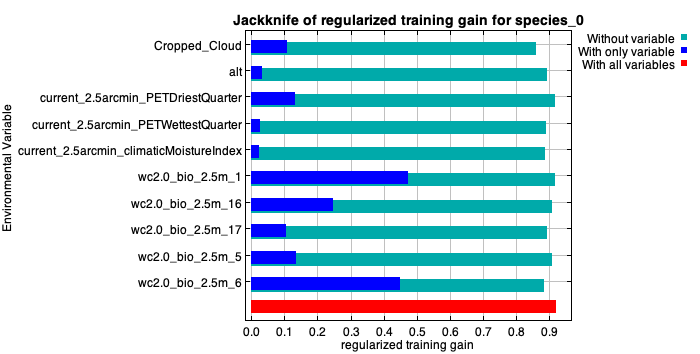 Jackknife of regularized training gain for species_0
Without variable
With only variable
With all variables
Environmental Variable
Cropped_Cloud
alt
current_2.5arcmin_PETDriestQuarter
current_2.5arcmin_PETWettestQuarter
current_2.5arcmin_climaticMoistureIndex
wc2.0_bio_2.5m_1
wc2.0_bio_2.5m_16
wc2.0_bio_2.5m_17
wc2.0_bio_2.5m_5
wc2.0_bio_2.5m_6
0.0 0.1 0.2 0.3 0.4 0.5 0.6 0.7 0.8 0.9
regularized training gain